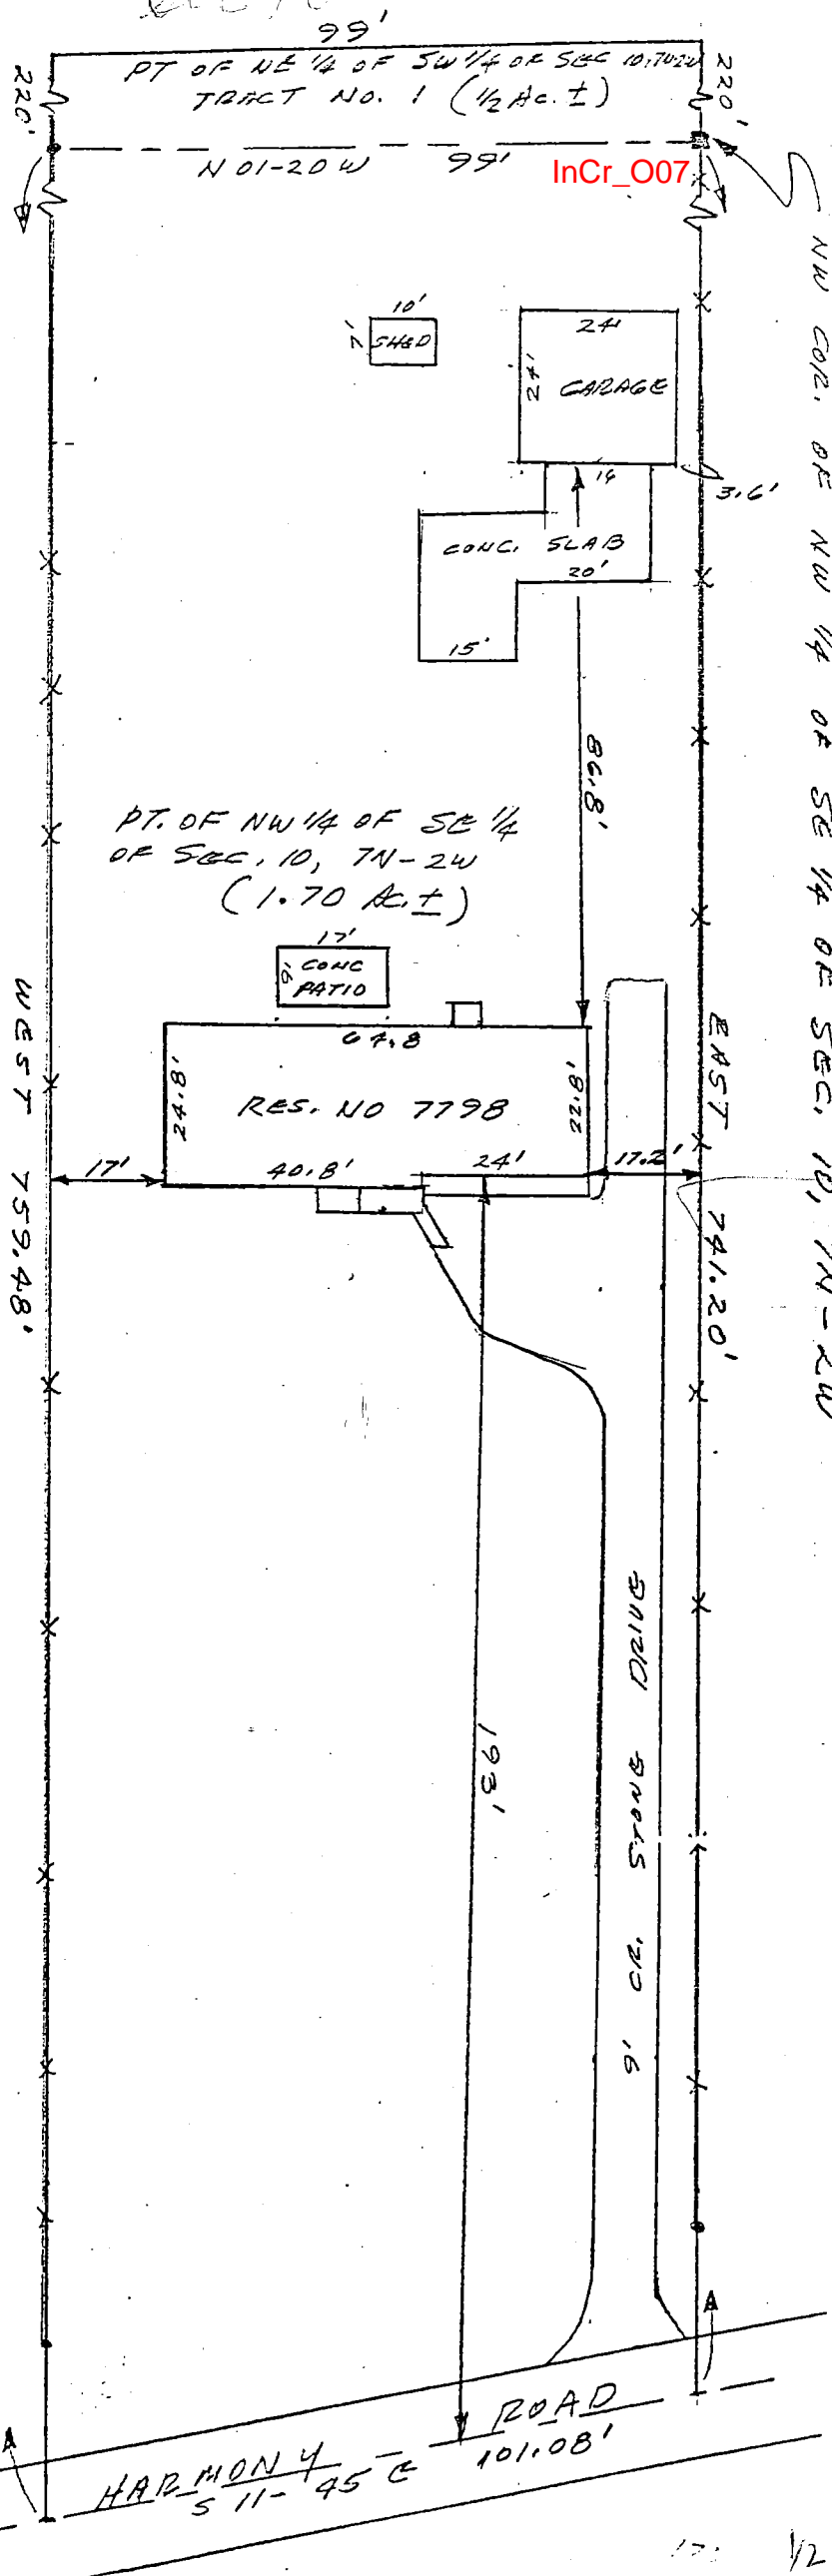 99'
PT OF NE 1/4 OF SW 1/4 OF SEC 10, 7N2W
TRACT NO. 1 (1/2 AC. ±)
220'
220'
N 01-20 W 99'
InCr_O07
NW COR. OF NW 1/4 OF SE 1/4 OF SEC. 10, 7N-2W
10'
7'
SHED
24'
24'
GARAGE
16
3.6'
CONC. SLAB
20'
15'
86.8'
PT. OF NW 1/4 OF SE 1/4
OF SEC. 10, 7N-2W
(1.70 AC. ±)
17'
9'
CONC
PATIO
64.8
24.8'
RES. NO 7798
22.8'
17'
40.8'
24'
17.2'
WEST 759.48'
EAST 741.20'
193'
9' CR. STONE DRIVE
HARMONY ROAD
S 11-45 E 101.08'
1/2